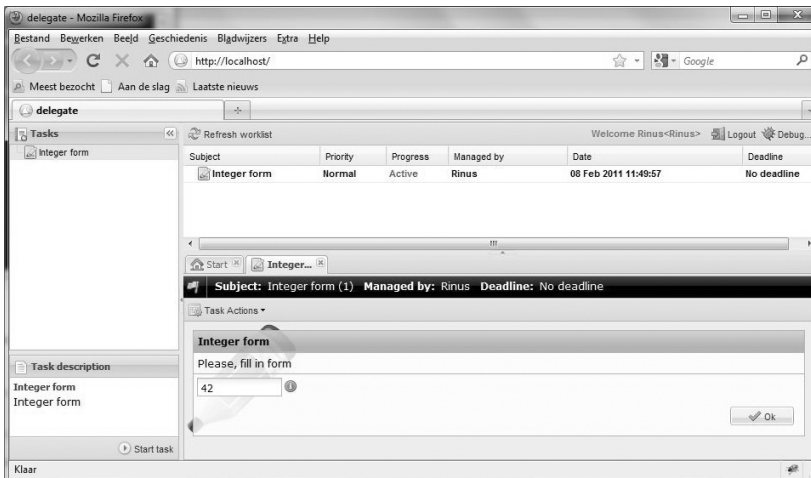 delegate - Mozilla Firefox
Bestand Bewerken Beeld Geschiedenis Bladwijzers Extra Help
http://localhost/
Google
Meest bezocht Aan de slag Laatste nieuws
delegate
Tasks
Integer form
Refresh worklist
Welcome Rinus<Rinus> Logout Debug...
Subject Priority Progress Managed by Date Deadline
Integer form Normal Active Rinus 08 Feb 2011 11:49:57 No deadline
Start Integer...
Subject: Integer form (1) Managed by: Rinus Deadline: No deadline
Task Actions
Integer form
Please, fill in form
42
Ok
Task description
Integer form
Integer form
Start task
Klaar